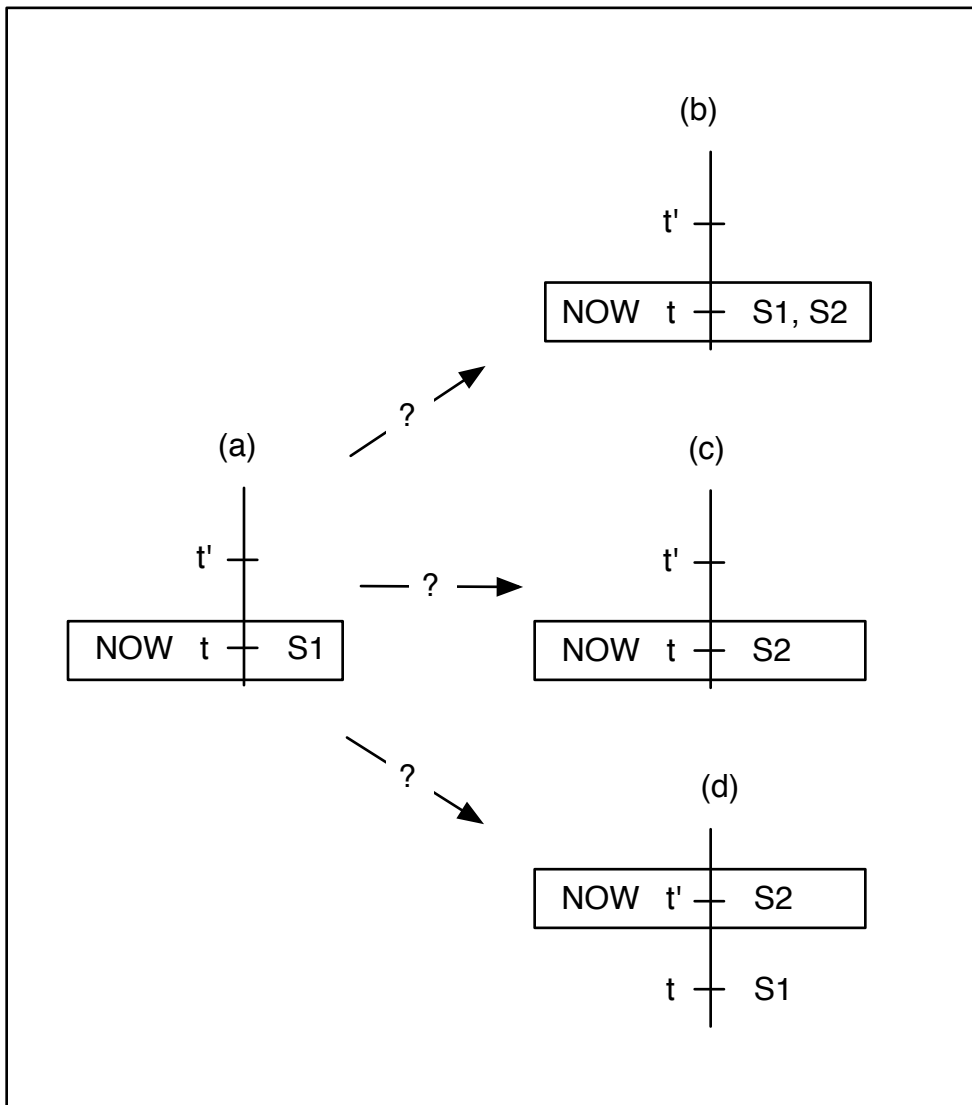 (b)
t'
NOW t S1, S2
?
(a)
t'
NOW t S1
(c)
t'
?
NOW t S2
?
(d)
NOW t' S2
t S1